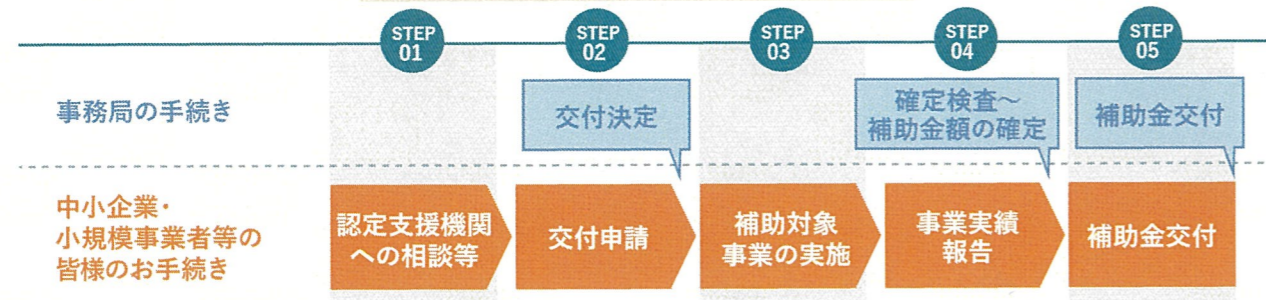 STEP
01
STEP
02
STEP
03
STEP
04
STEP
05
事務局の手続き
交付決定
確定検査～
補助金額の確定
補助金交付
中小企業・
小規模事業者等の
皆様のお手続き
認定支援機関
への相談等
交付申請
補助対象
事業の実施
事業実績
報告
補助金交付